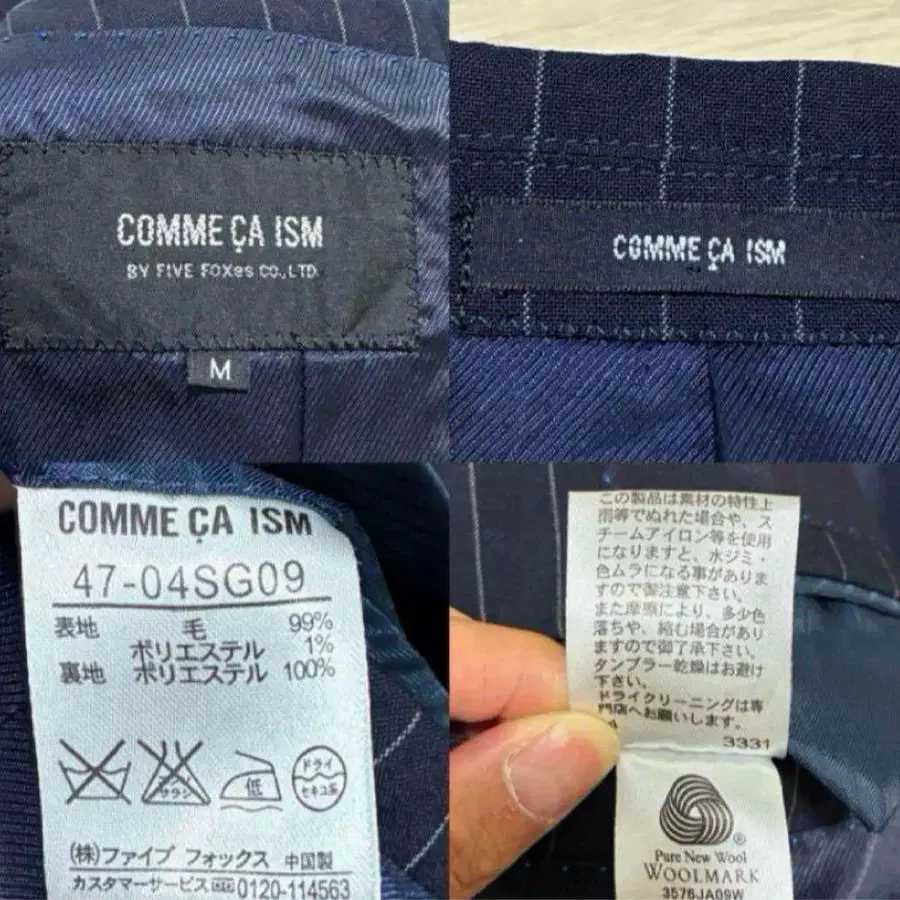 COMME ÇA ISM
BY FIVE FOXes CO.,LTD.
M
COMME ÇA ISM
COMME ÇA ISM
47-04SG09
表地 毛 99%
ポリエステル 1%
裏地 ポリエステル 100%
サラシ
低
ドライ
セキユ系
(株)ファイブ フォックス 中国製
カスタマーサービス 0120-114563
この製品は素材の特性上
雨等でぬれた場合や、ス
チームアイロン等を使用
になりますと、水ジミ・
色ムラになる事がありま
すので御注意下さい。
また摩擦により、多少色
落ちや、縮む場合があり
ますので御了承下さい。
タンブラー乾燥はお避け
下さい。
ドライクリーニングは専
門店へお願いします。
3331
Pure New Wool
WOOLMARK
3576JA09W